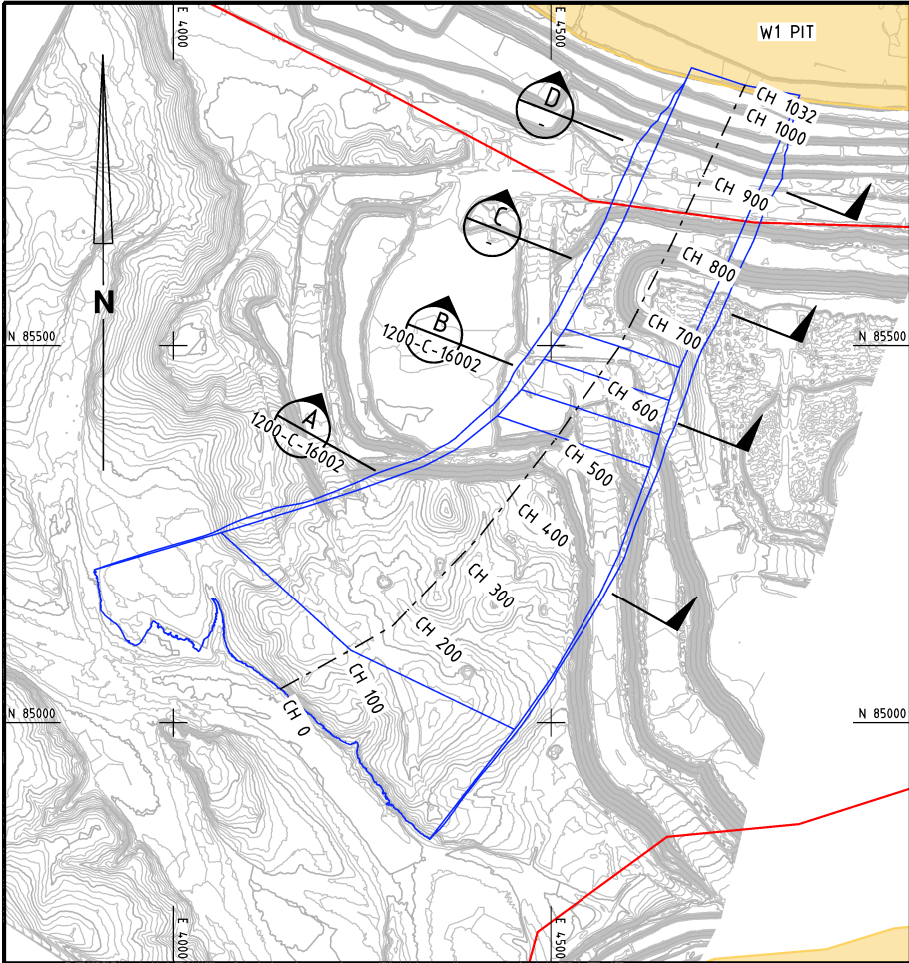 E 4000
E 4500
W1 PIT
D
-
CH 1032
CH 1000
C
-
CH 900
CH 800
N
B
1200-C-16002
CH 700
N 85500
N 85500
A
1200-C-16002
CH 600
CH 500
CH 400
CH 300
CH 200
CH 100
CH 0
N 85000
N 85000
E 4000
E 4500